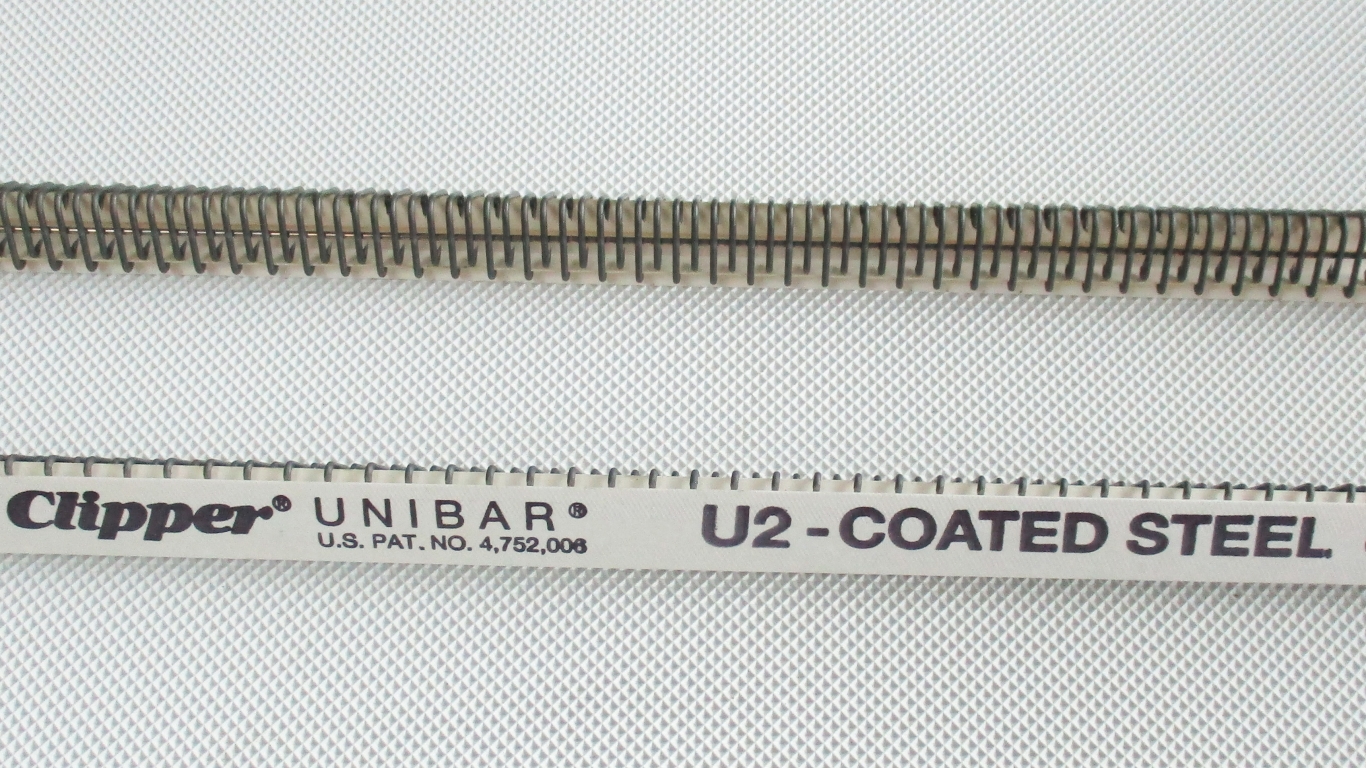 Clipper® UNIBAR®
U.S. PAT. NO. 4,752,006
U2-COATED STEEL